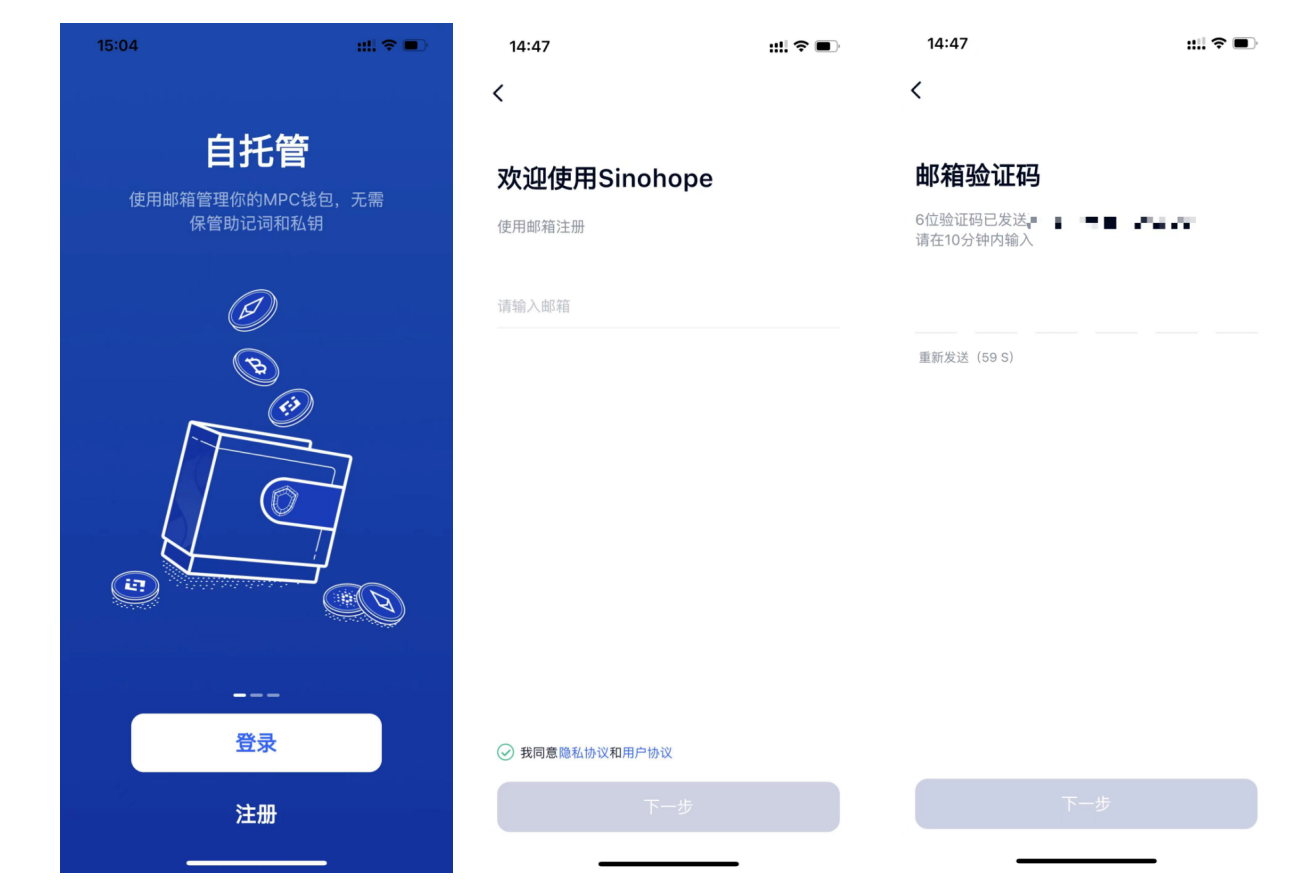 15:04
自托管
使用邮箱管理你的MPC钱包，无需
保管助记词和私钥
登录
注册
14:47
欢迎使用Sinohope
使用邮箱注册
请输入邮箱
我同意隐私协议和用户协议
下一步
14:47
邮箱验证码
6位验证码已发送
请在10分钟内输入
重新发送（59 S）
下一步